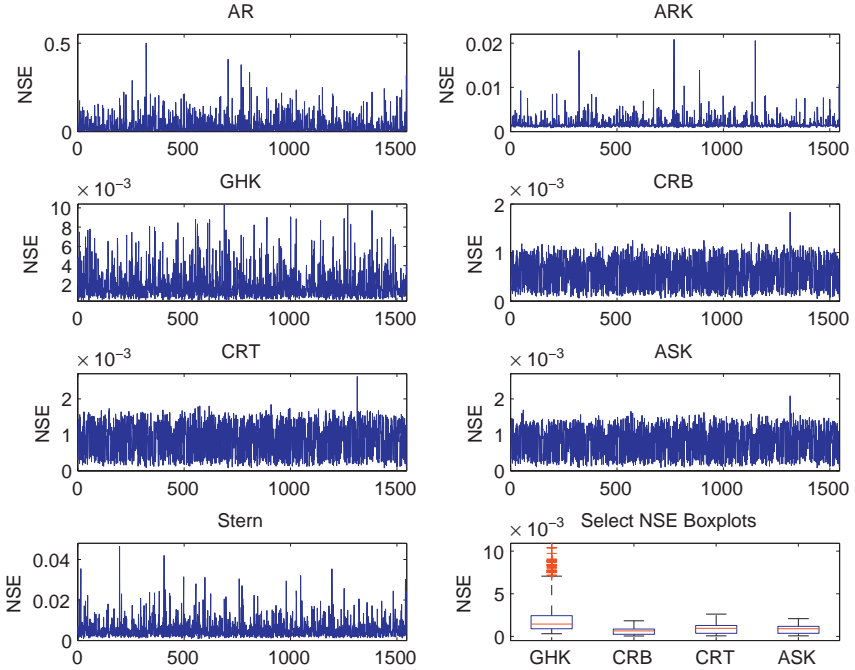 AR
NSE
0.5
0
0 500 1000 1500
ARK
NSE
0.02
0.01
0
0 500 1000 1500
GHK
× 10⁻³
NSE
10
8
6
4
2
0 500 1000 1500
CRB
× 10⁻³
NSE
2
1
0
0 500 1000 1500
CRT
× 10⁻³
NSE
2
1
0
0 500 1000 1500
ASK
× 10⁻³
NSE
2
1
0
0 500 1000 1500
Stern
NSE
0.04
0.02
0
0 500 1000 1500
Select NSE Boxplots
× 10⁻³
NSE
10
5
0
GHK CRB CRT ASK